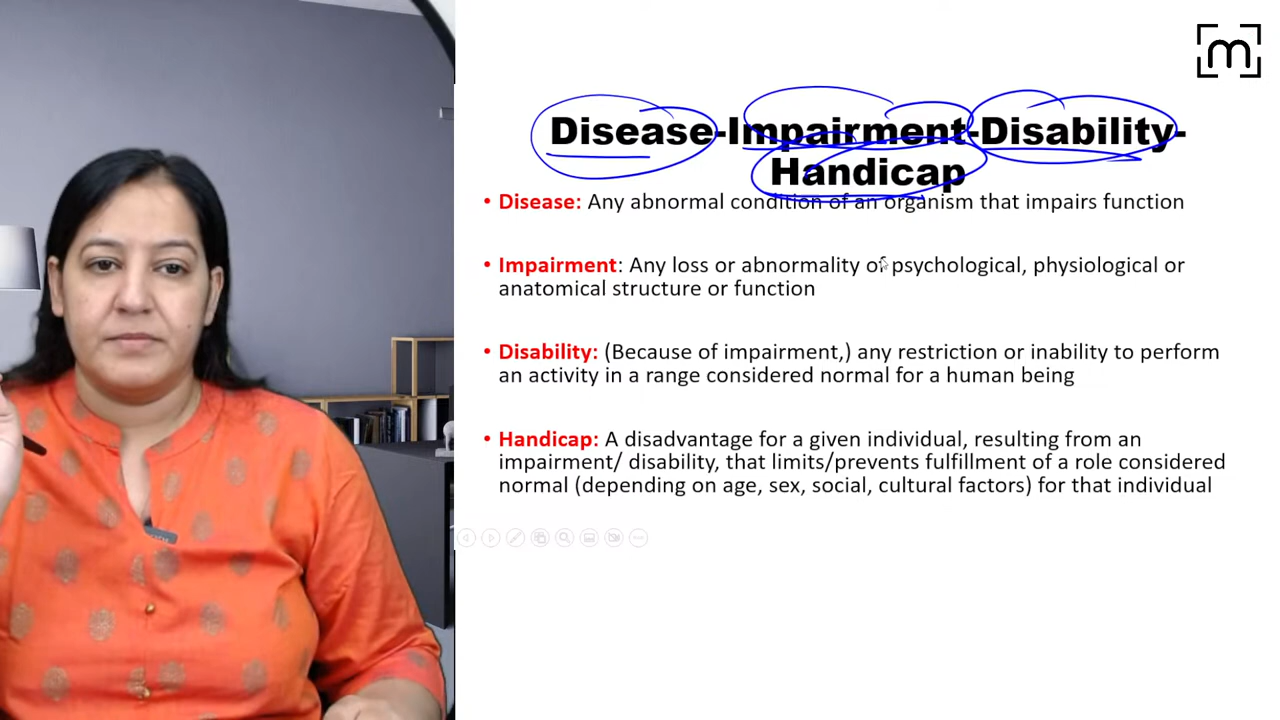 m
Disease-Impairment-Disability-
Handicap
• Disease: Any abnormal condition of an organism that impairs function
• Impairment: Any loss or abnormality of psychological, physiological or
anatomical structure or function
• Disability: (Because of impairment,) any restriction or inability to perform
an activity in a range considered normal for a human being
• Handicap: A disadvantage for a given individual, resulting from an
impairment/ disability, that limits/prevents fulfillment of a role considered
normal (depending on age, sex, social, cultural factors) for that individual